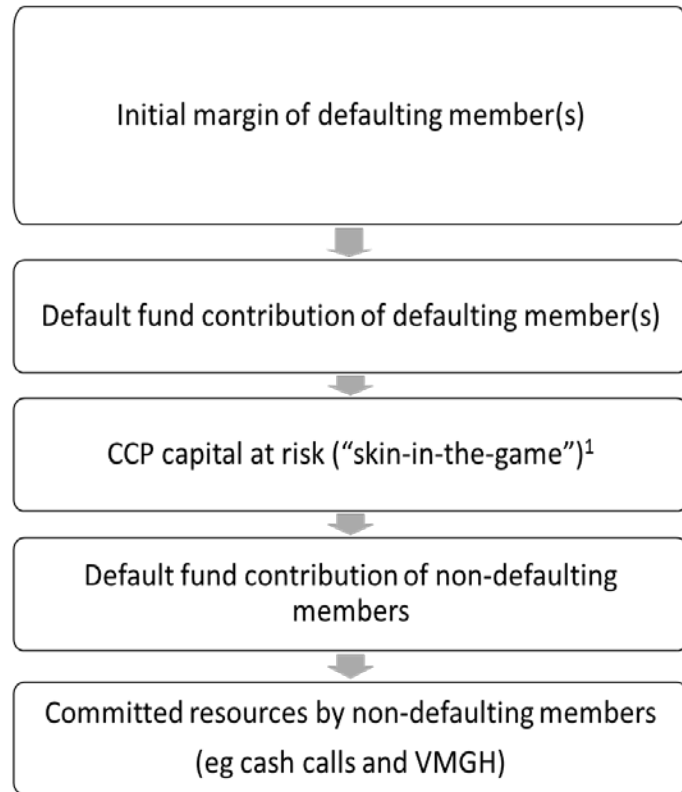 Initial margin of defaulting member(s)
Default fund contribution of defaulting member(s)
CCP capital at risk (“skin-in-the-game”)¹
Default fund contribution of non-defaulting
members
Committed resources by non-defaulting members
(eg cash calls and VMGH)